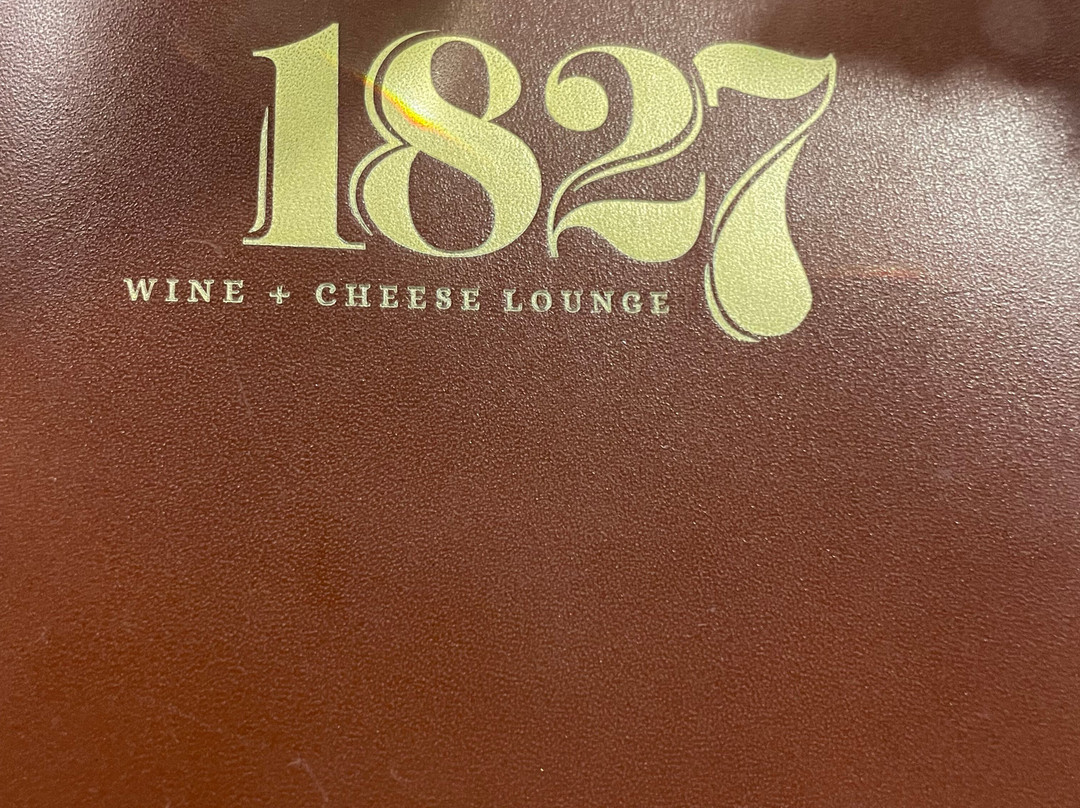 1827
WINE + CHEESE LOUNGE